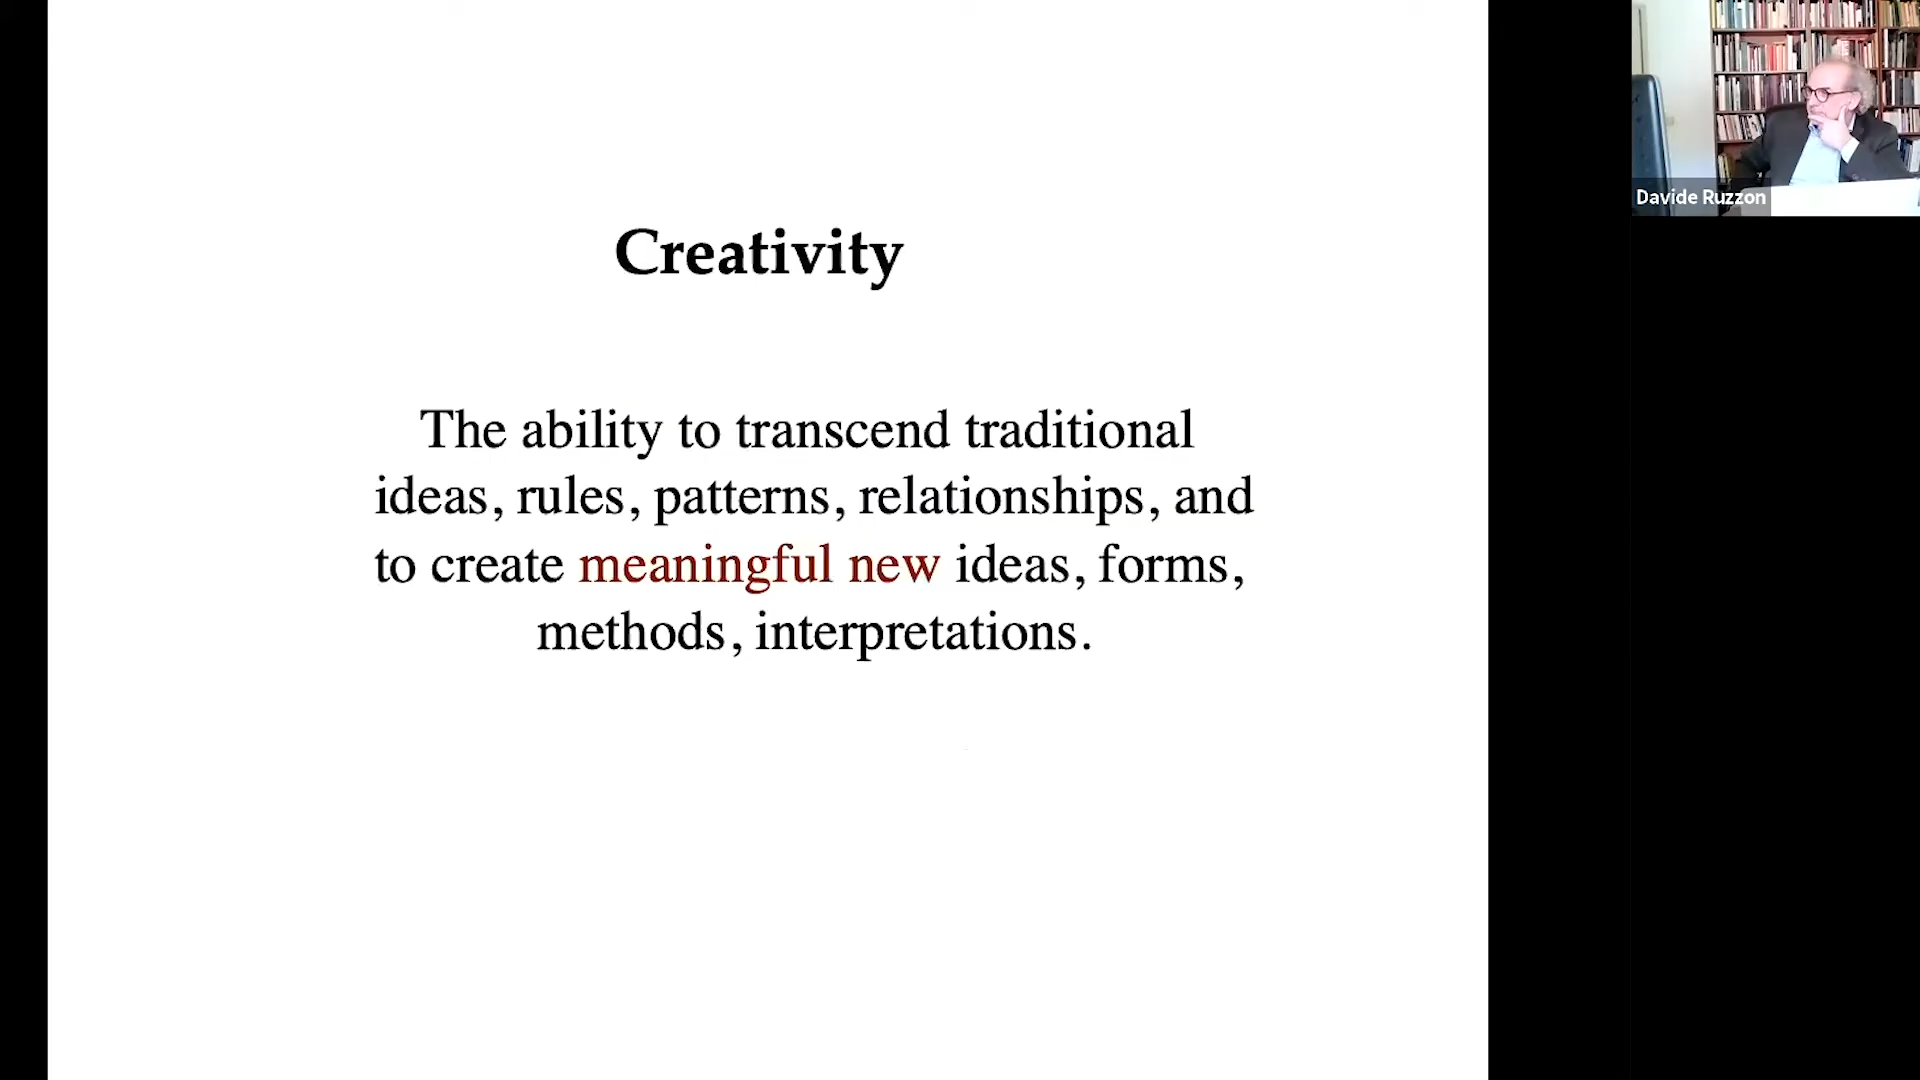 Creativity
The ability to transcend traditional
ideas, rules, patterns, relationships, and
to create meaningful new ideas, forms,
methods, interpretations.
Davide Ruzzon